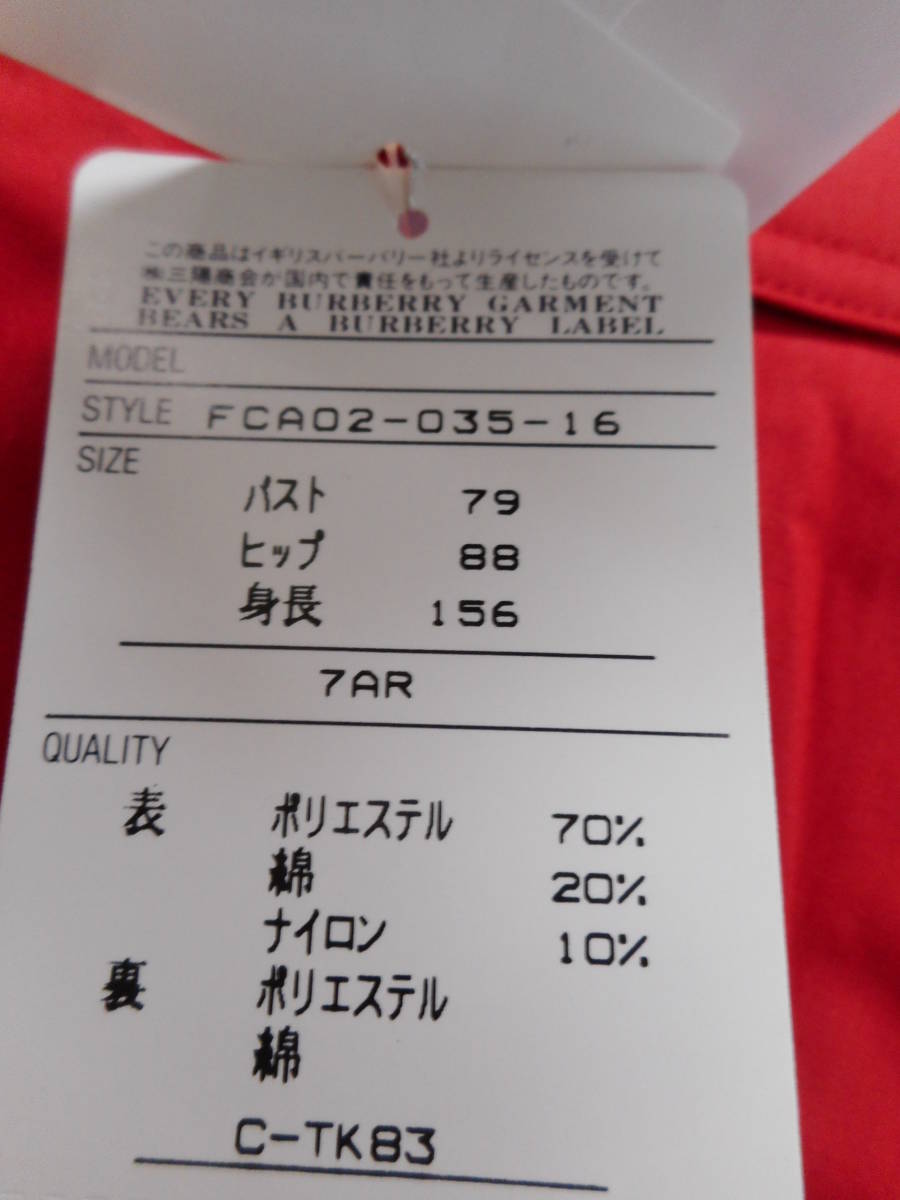 この商品はイギリスバーバリー社よりライセンスを受けて
㈱三陽商会が国内で責任をもって生産したものです。
EVERY BURBERRY GARMENT
BEARS A BURBERRY LABEL
MODEL
STYLE FCA02-035-16
SIZE
バスト 79
ヒップ 88
身長 156
7AR
QUALITY
表 ポリエステル 70%
綿 20%
ナイロン 10%
裏 ポリエステル
綿
C-TK83